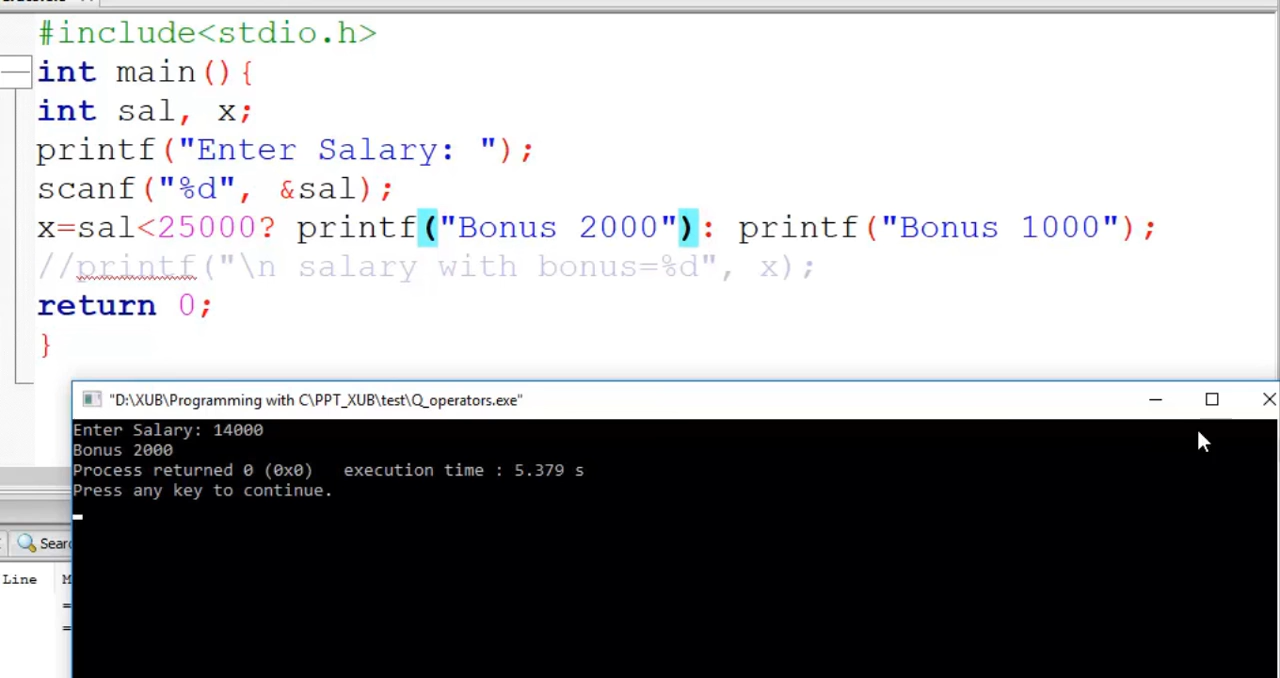 #include<stdio.h>
int main(){
int sal, x;
printf("Enter Salary: ");
scanf("%d", &sal);
x=sal<25000? printf("Bonus 2000"): printf("Bonus 1000");
//printf("\n salary with bonus=%d", x);
return 0;
}
"D:\XUB\Programming with C\PPT_XUB\test\Q_operators.exe"
Enter Salary: 14000
Bonus 2000
Process returned 0 (0x0)   execution time : 5.379 s
Press any key to continue.
Line